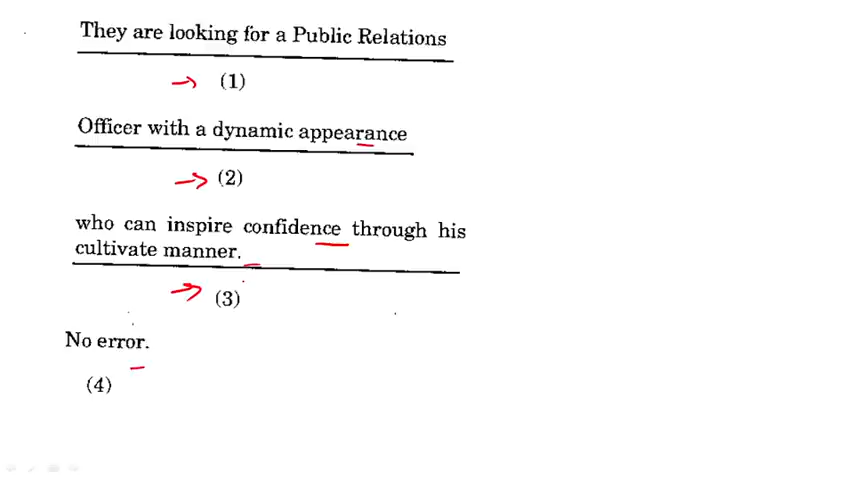 They are looking for a Public Relations
(1)
Officer with a dynamic appearance
(2)
who can inspire confidence through his
cultivate manner.
(3)
No error.
(4)